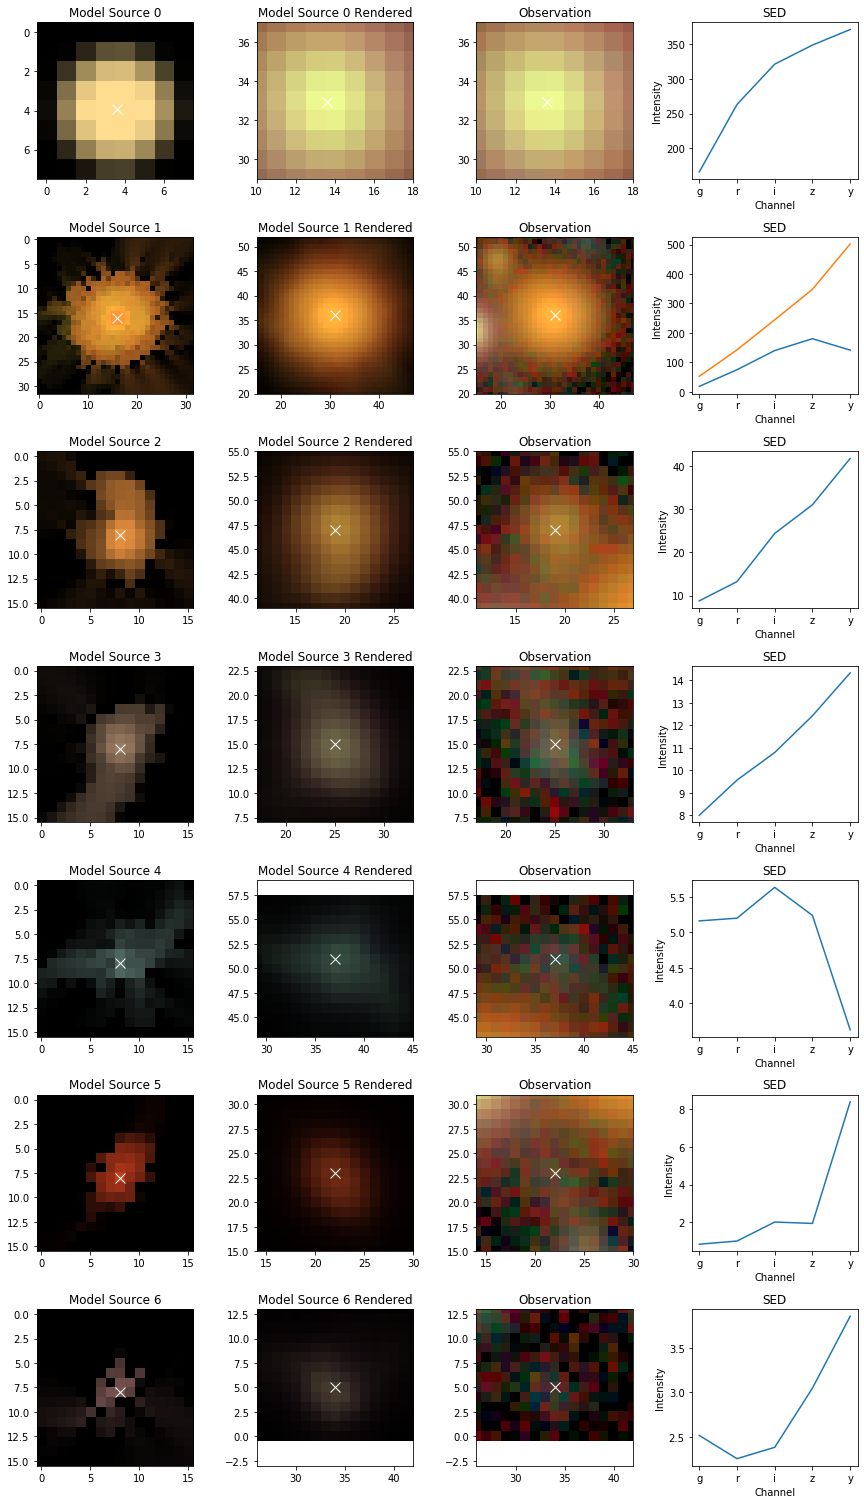 Model Source 0
0
2
4
6
0 2 4 6
Model Source 0 Rendered
36
34
32
30
10 12 14 16 18
Observation
36
34
32
30
10 12 14 16 18
SED
350
300
250
200
Intensity
g r i z y
Channel
Model Source 1
0
5
10
15
20
25
30
0 10 20 30
Model Source 1 Rendered
50
45
40
35
30
25
20
20 30 40
Observation
50
45
40
35
30
25
20
20 30 40
SED
500
400
300
200
100
0
Intensity
g r i z y
Channel
Model Source 2
0.0
2.5
5.0
7.5
10.0
12.5
15.0
0 5 10 15
Model Source 2 Rendered
55.0
52.5
50.0
47.5
45.0
42.5
40.0
15 20 25
Observation
55.0
52.5
50.0
47.5
45.0
42.5
40.0
15 20 25
SED
40
30
20
10
Intensity
g r i z y
Channel
Model Source 3
0.0
2.5
5.0
7.5
10.0
12.5
15.0
0 5 10 15
Model Source 3 Rendered
22.5
20.0
17.5
15.0
12.5
10.0
7.5
20 25 30
Observation
22.5
20.0
17.5
15.0
12.5
10.0
7.5
20 25 30
SED
14
13
12
11
10
9
8
Intensity
g r i z y
Channel
Model Source 4
0.0
2.5
5.0
7.5
10.0
12.5
15.0
0 5 10 15
Model Source 4 Rendered
57.5
55.0
52.5
50.0
47.5
45.0
30 35 40 45
Observation
57.5
55.0
52.5
50.0
47.5
45.0
30 35 40 45
SED
5.5
5.0
4.5
4.0
Intensity
g r i z y
Channel
Model Source 5
0.0
2.5
5.0
7.5
10.0
12.5
15.0
0 5 10 15
Model Source 5 Rendered
30.0
27.5
25.0
22.5
20.0
17.5
15.0
15 20 25 30
Observation
30.0
27.5
25.0
22.5
20.0
17.5
15.0
15 20 25 30
SED
8
6
4
2
Intensity
g r i z y
Channel
Model Source 6
0.0
2.5
5.0
7.5
10.0
12.5
15.0
0 5 10 15
Model Source 6 Rendered
12.5
10.0
7.5
5.0
2.5
0.0
−2.5
30 35 40
Observation
12.5
10.0
7.5
5.0
2.5
0.0
−2.5
30 35 40
SED
3.5
3.0
2.5
Intensity
g r i z y
Channel